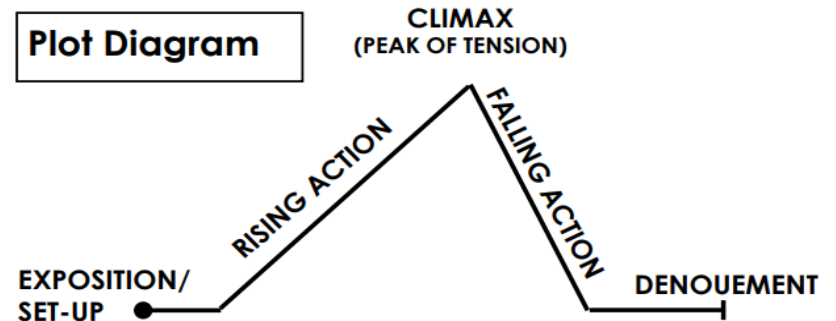 Plot Diagram
CLIMAX
(PEAK OF TENSION)
RISING ACTION
FALLING ACTION
EXPOSITION/
SET-UP
DENOUEMENT